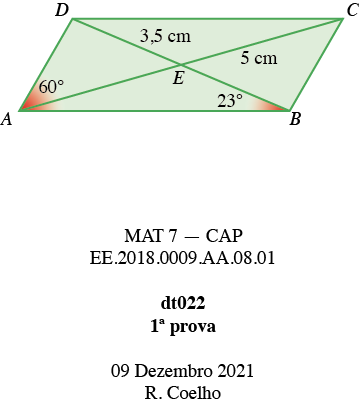 D
C
3,5 cm
5 cm
E
60°
23°
A
B
MAT 7 — CAP
EE.2018.0009.AA.08.01
dt022
1ª prova
09 Dezembro 2021
R. Coelho